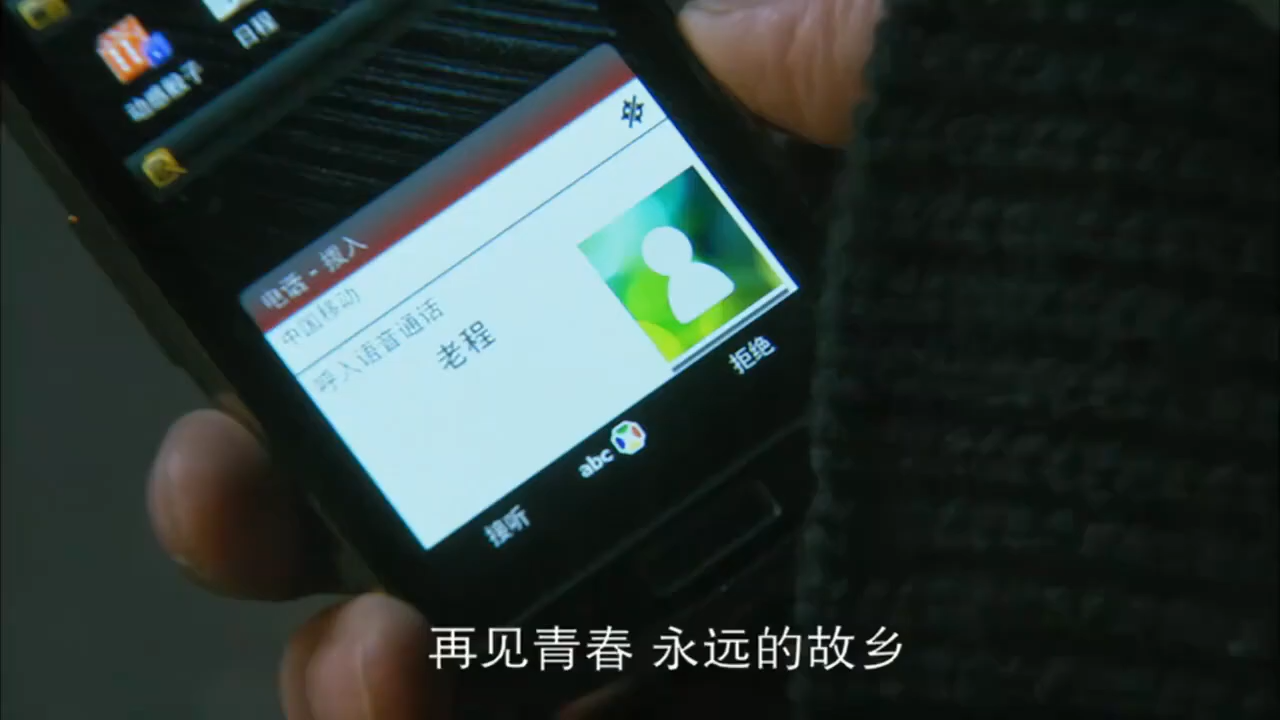 日程
动感骰子
电话 - 拨入
中国移动
呼入语音通话
老程
拒绝
abc
接听
再见青春 永远的故乡